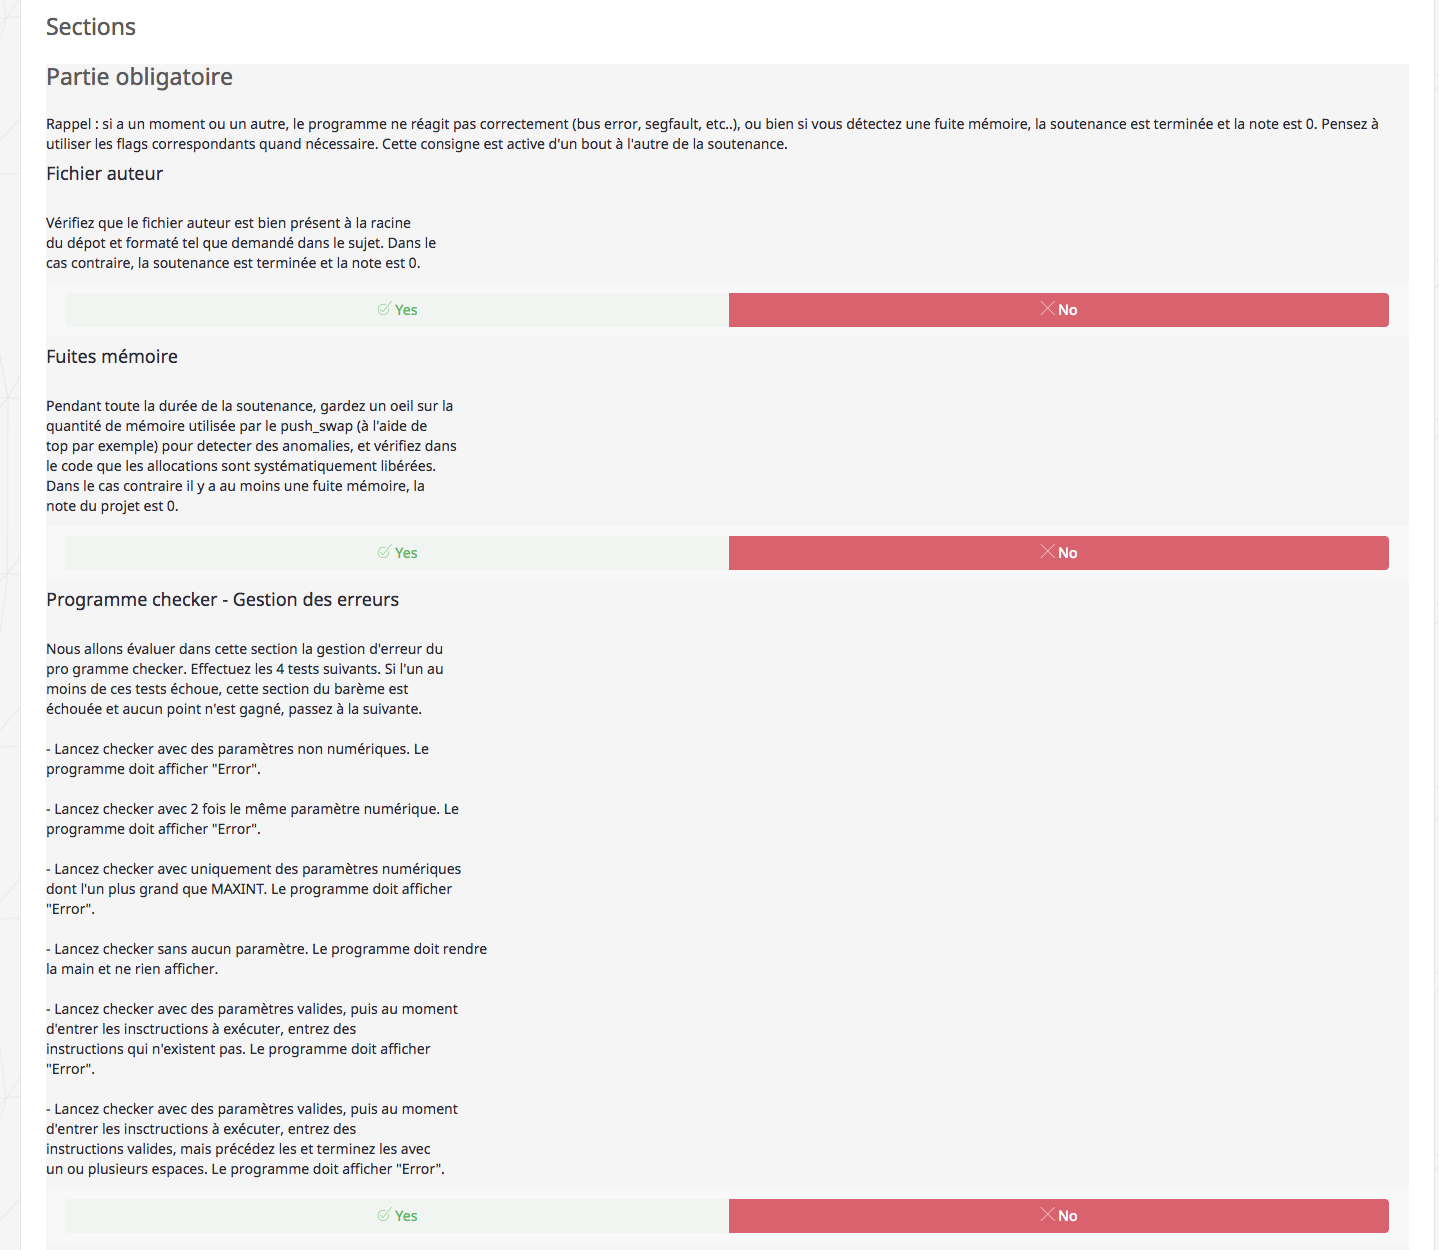 Sections
Partie obligatoire
Rappel : si a un moment ou un autre, le programme ne réagit pas correctement (bus error, segfault, etc..), ou bien si vous détectez une fuite mémoire, la soutenance est terminée et la note est 0. Pensez à
utiliser les flags correspondants quand nécessaire. Cette consigne est active d'un bout à l'autre de la soutenance.
Fichier auteur
Vérifiez que le fichier auteur est bien présent à la racine
du dépot et formaté tel que demandé dans le sujet. Dans le
cas contraire, la soutenance est terminée et la note est 0.
Yes No
Fuites mémoire
Pendant toute la durée de la soutenance, gardez un oeil sur la
quantité de mémoire utilisée par le push_swap (à l'aide de
top par exemple) pour detecter des anomalies, et vérifiez dans
le code que les allocations sont systématiquement libérées.
Dans le cas contraire il y a au moins une fuite mémoire, la
note du projet est 0.
Yes No
Programme checker - Gestion des erreurs
Nous allons évaluer dans cette section la gestion d'erreur du
pro gramme checker. Effectuez les 4 tests suivants. Si l'un au
moins de ces tests échoue, cette section du barème est
échouée et aucun point n'est gagné, passez à la suivante.
- Lancez checker avec des paramètres non numériques. Le
programme doit afficher "Error".
- Lancez checker avec 2 fois le même paramètre numérique. Le
programme doit afficher "Error".
- Lancez checker avec uniquement des paramètres numériques
dont l'un plus grand que MAXINT. Le programme doit afficher
"Error".
- Lancez checker sans aucun paramètre. Le programme doit rendre
la main et ne rien afficher.
- Lancez checker avec des paramètres valides, puis au moment
d'entrer les insctructions à exécuter, entrez des
instructions qui n'existent pas. Le programme doit afficher
"Error".
- Lancez checker avec des paramètres valides, puis au moment
d'entrer les insctructions à exécuter, entrez des
instructions valides, mais précédez les et terminez les avec
un ou plusieurs espaces. Le programme doit afficher "Error".
Yes No